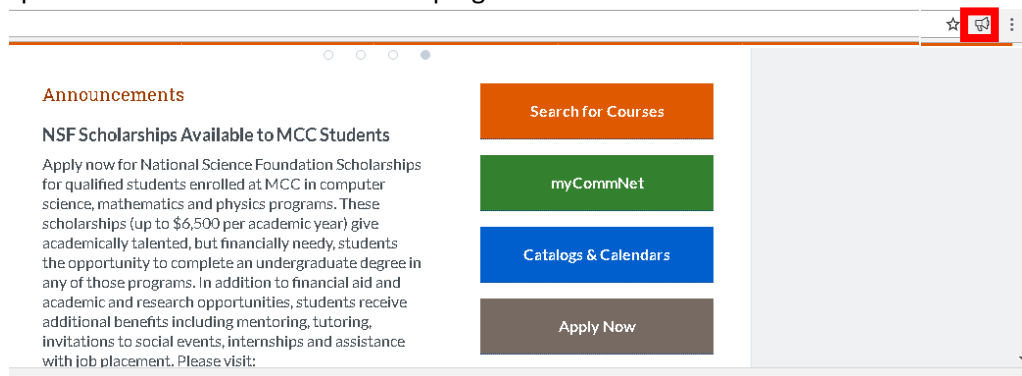 Announcements
NSF Scholarships Available to MCC Students
Apply now for National Science Foundation Scholarships
for qualified students enrolled at MCC in computer
science, mathematics and physics programs. These
scholarships (up to $6,500 per academic year) give
academically talented, but financially needy, students
the opportunity to complete an undergraduate degree in
any of those programs. In addition to financial aid and
academic and research opportunities, students receive
additional benefits including mentoring, tutoring,
invitations to social events, internships and assistance
with job placement. Please visit:
Search for Courses
myCommNet
Catalogs & Calendars
Apply Now